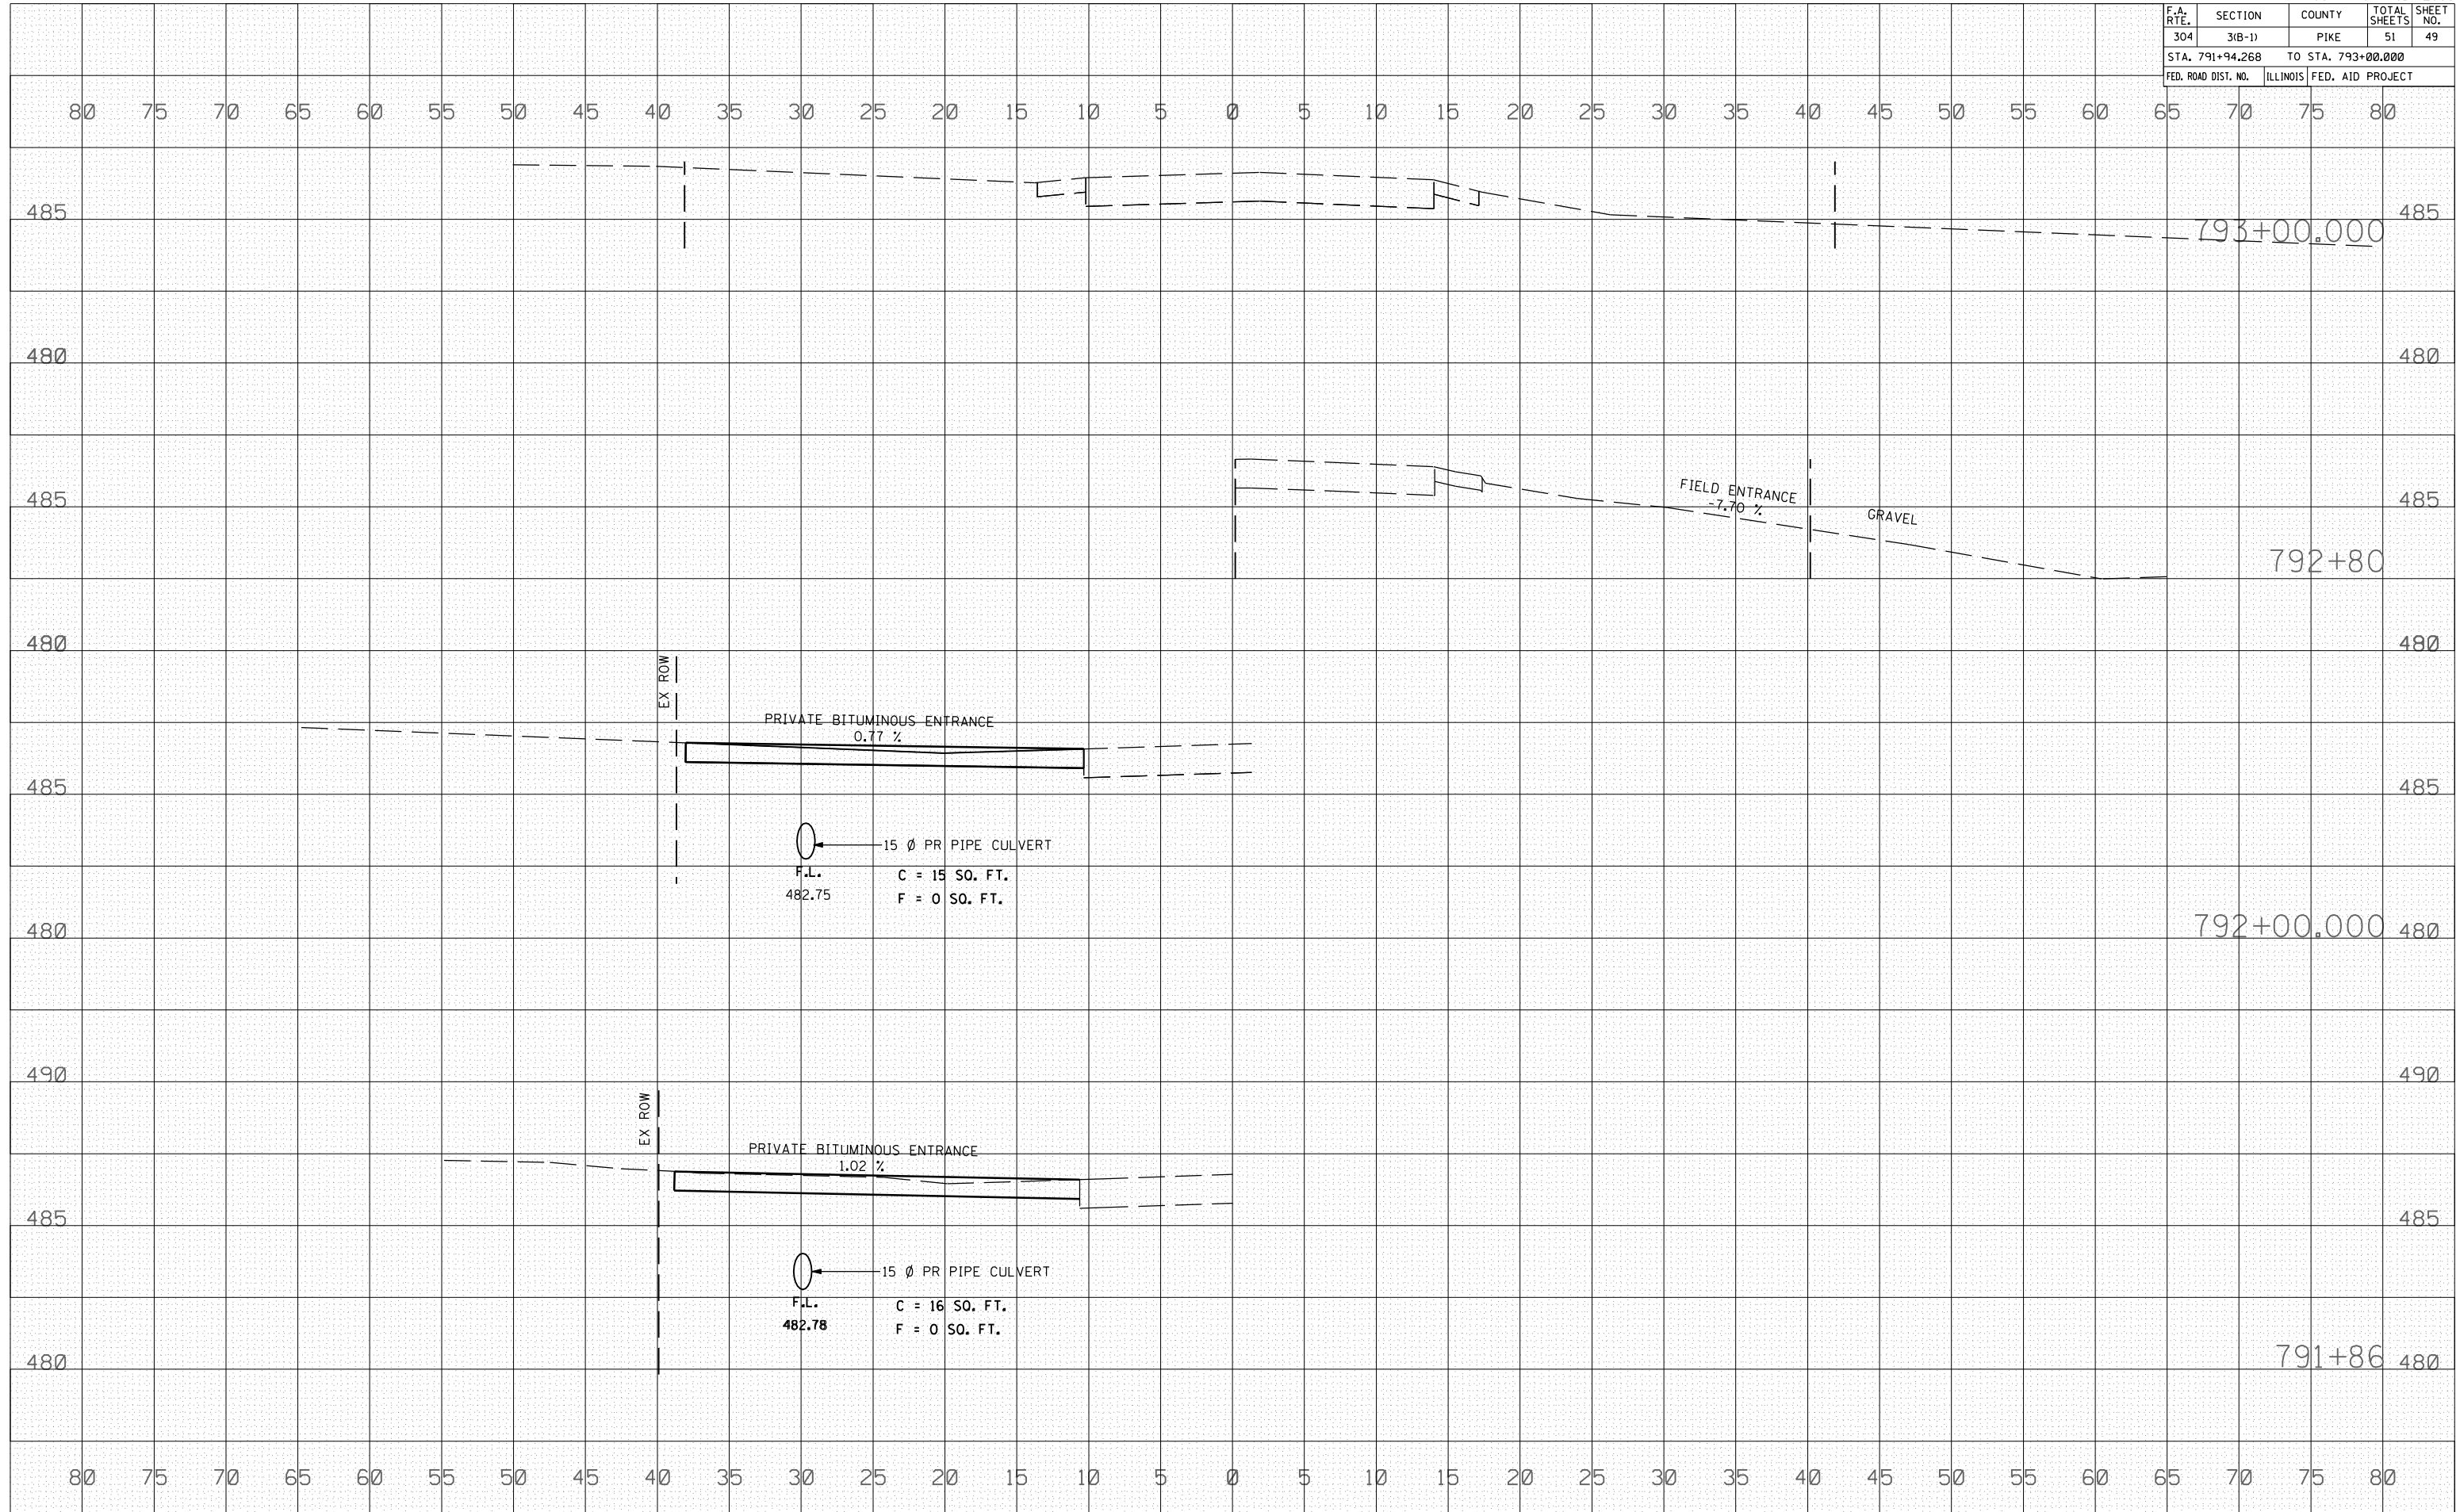 F.A. RTE. SECTION COUNTY TOTAL SHEETS SHEET NO.
304 3(B-1) PIKE 51 49
STA. 791+94.268 TO STA. 793+00.000
FED. ROAD DIST. NO. ILLINOIS FED. AID PROJECT
80 75 70 65 60 55 50 45 40 35 30 25 20 15 10 5 0 5 10 15 20 25 30 35 40 45 50 55 60 65 70 75 80
485 485
793+00.000
480 480
FIELD ENTRANCE
-7.70 %
GRAVEL
485 485
792+80
480 480
EX ROW
PRIVATE BITUMINOUS ENTRANCE
0.77 %
485 485
15 Ø PR PIPE CULVERT
F.L.
482.75
C = 15 SQ. FT.
F = 0 SQ. FT.
480 792+00.000 480
490 490
EX ROW
PRIVATE BITUMINOUS ENTRANCE
1.02 %
485 485
15 Ø PR PIPE CULVERT
F.L.
482.78
C = 16 SQ. FT.
F = 0 SQ. FT.
480 791+86 480
80 75 70 65 60 55 50 45 40 35 30 25 20 15 10 5 0 5 10 15 20 25 30 35 40 45 50 55 60 65 70 75 80